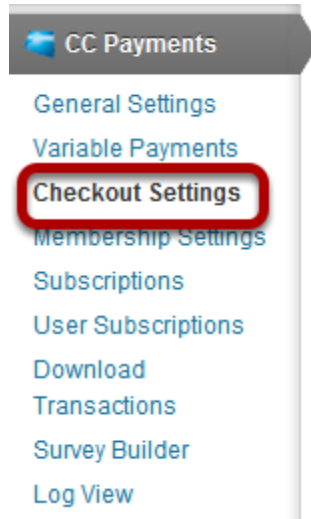 CC Payments
General Settings
Variable Payments
Checkout Settings
Membership Settings
Subscriptions
User Subscriptions
Download
Transactions
Survey Builder
Log View